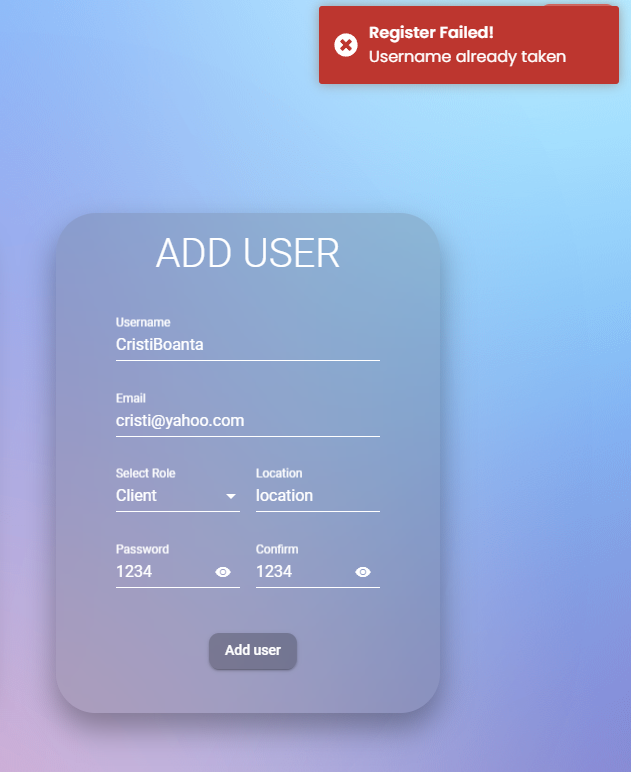 Register Failed!
Username already taken
ADD USER
Username
CristiBoanta
Email
cristi@yahoo.com
Select Role Location
Client location
Password Confirm
1234 1234
Add user